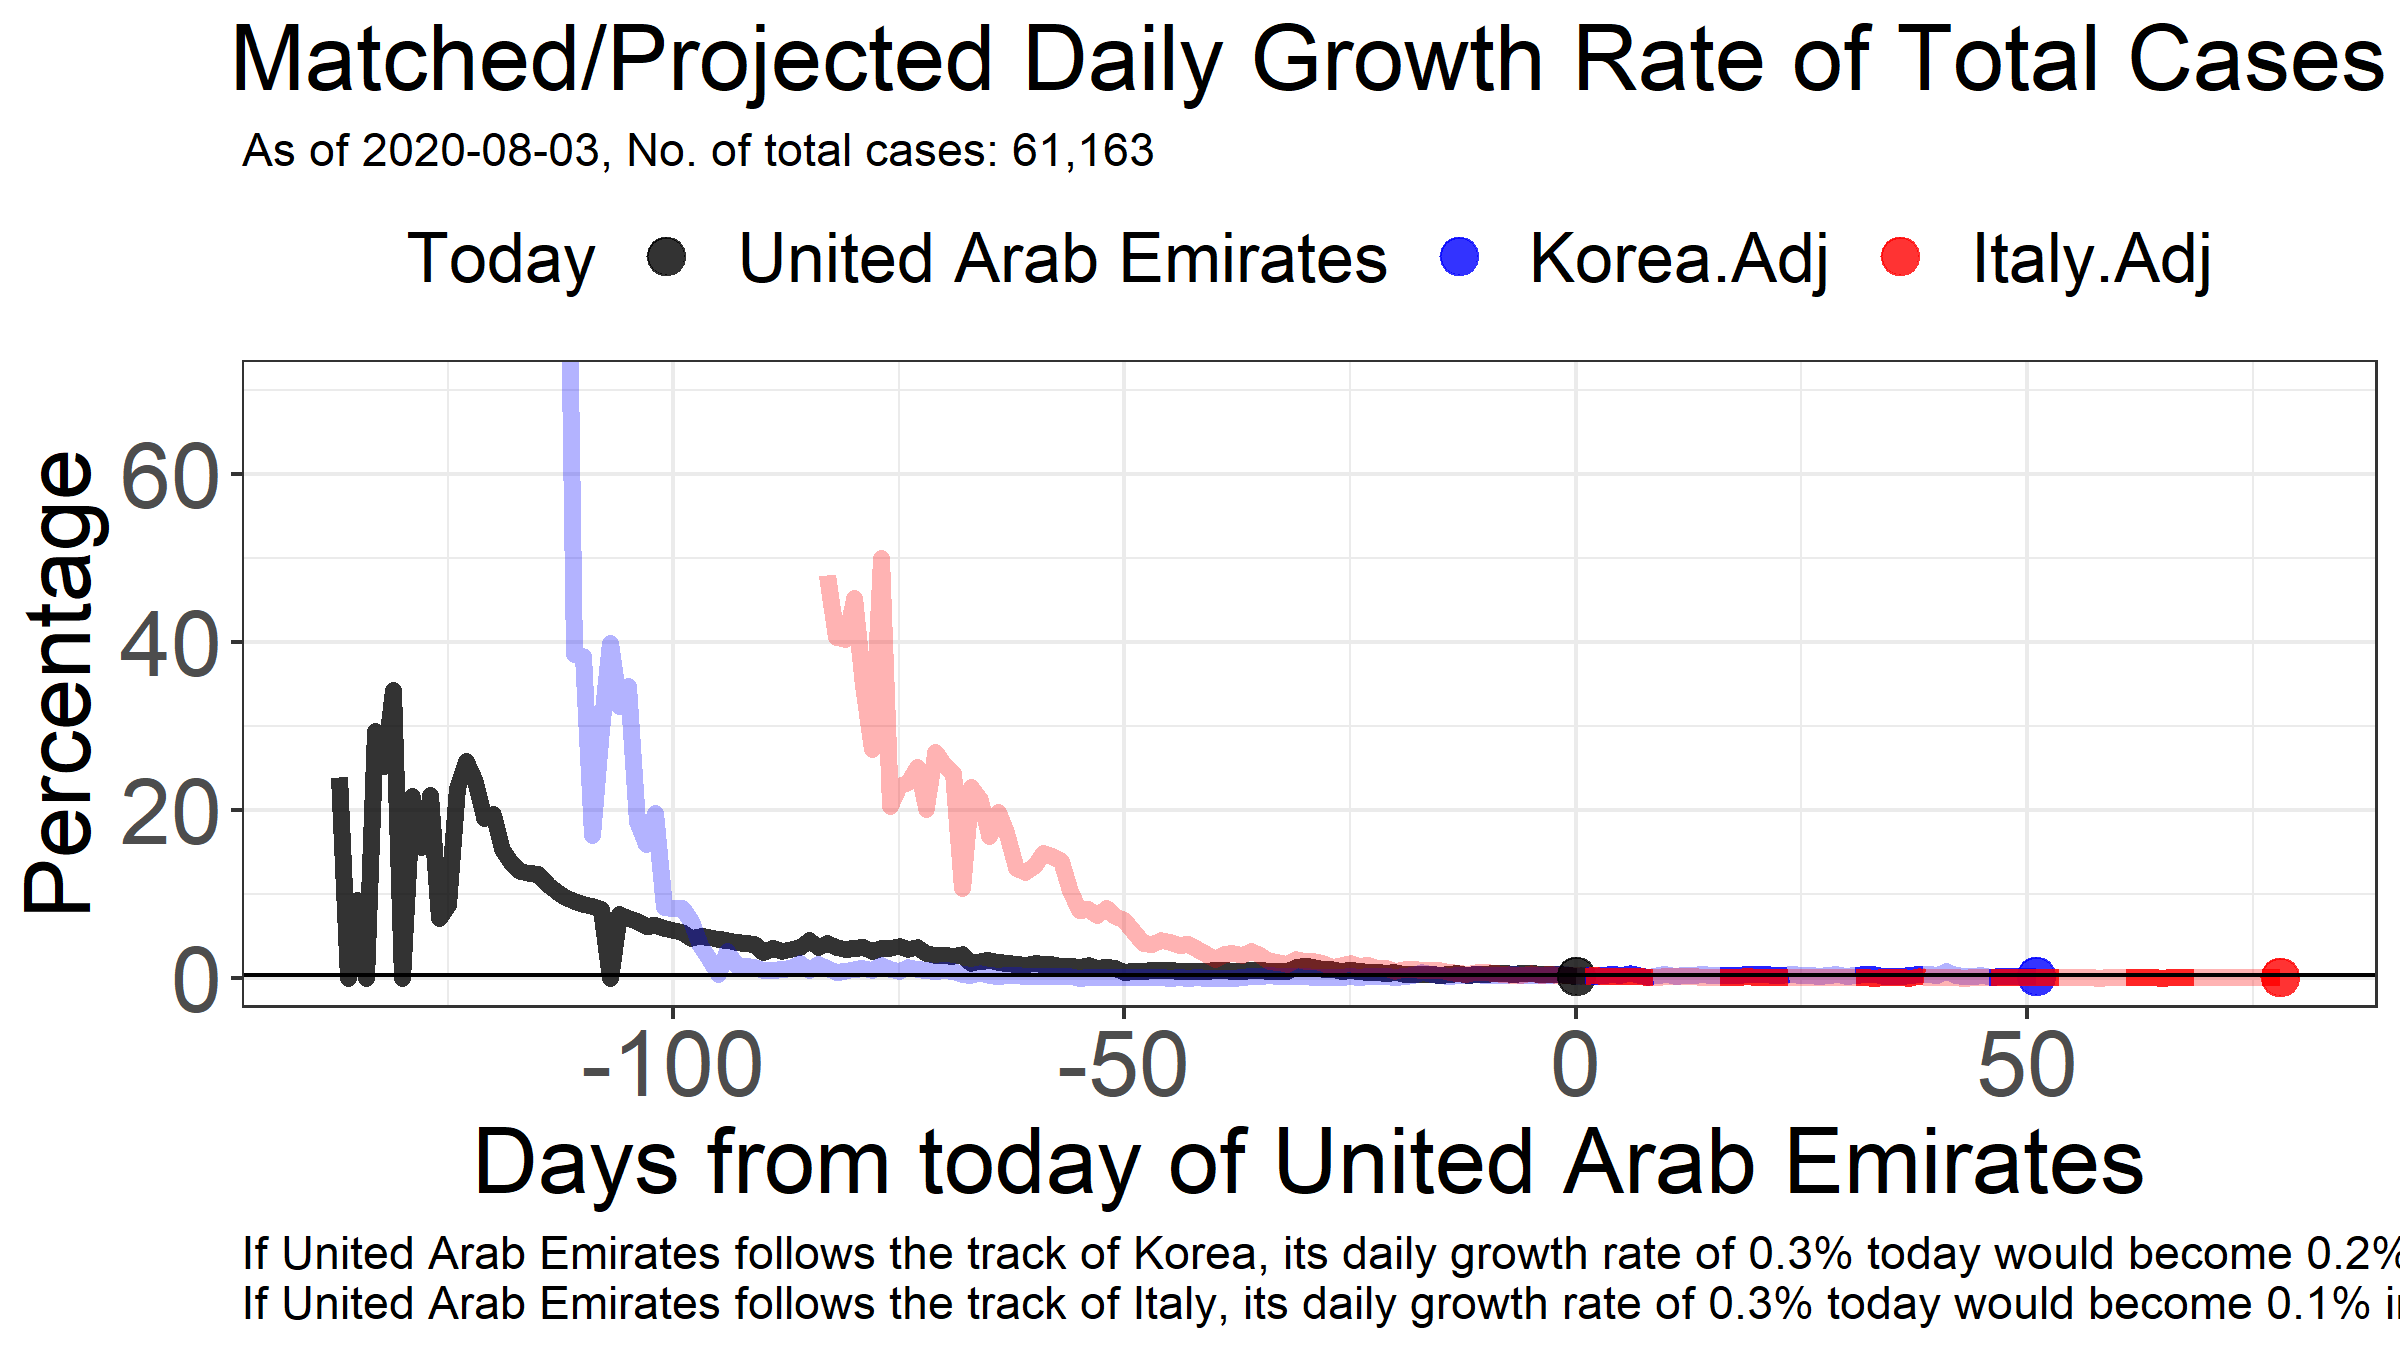 Matched/Projected Daily Growth Rate of Total Cases
As of 2020-08-03, No. of total cases: 61,163
Today United Arab Emirates Korea.Adj Italy.Adj
Percentage
60
40
20
0
-100 -50 0 50
Days from today of United Arab Emirates
If United Arab Emirates follows the track of Korea, its daily growth rate of 0.3% today would become 0.2%
If United Arab Emirates follows the track of Italy, its daily growth rate of 0.3% today would become 0.1%